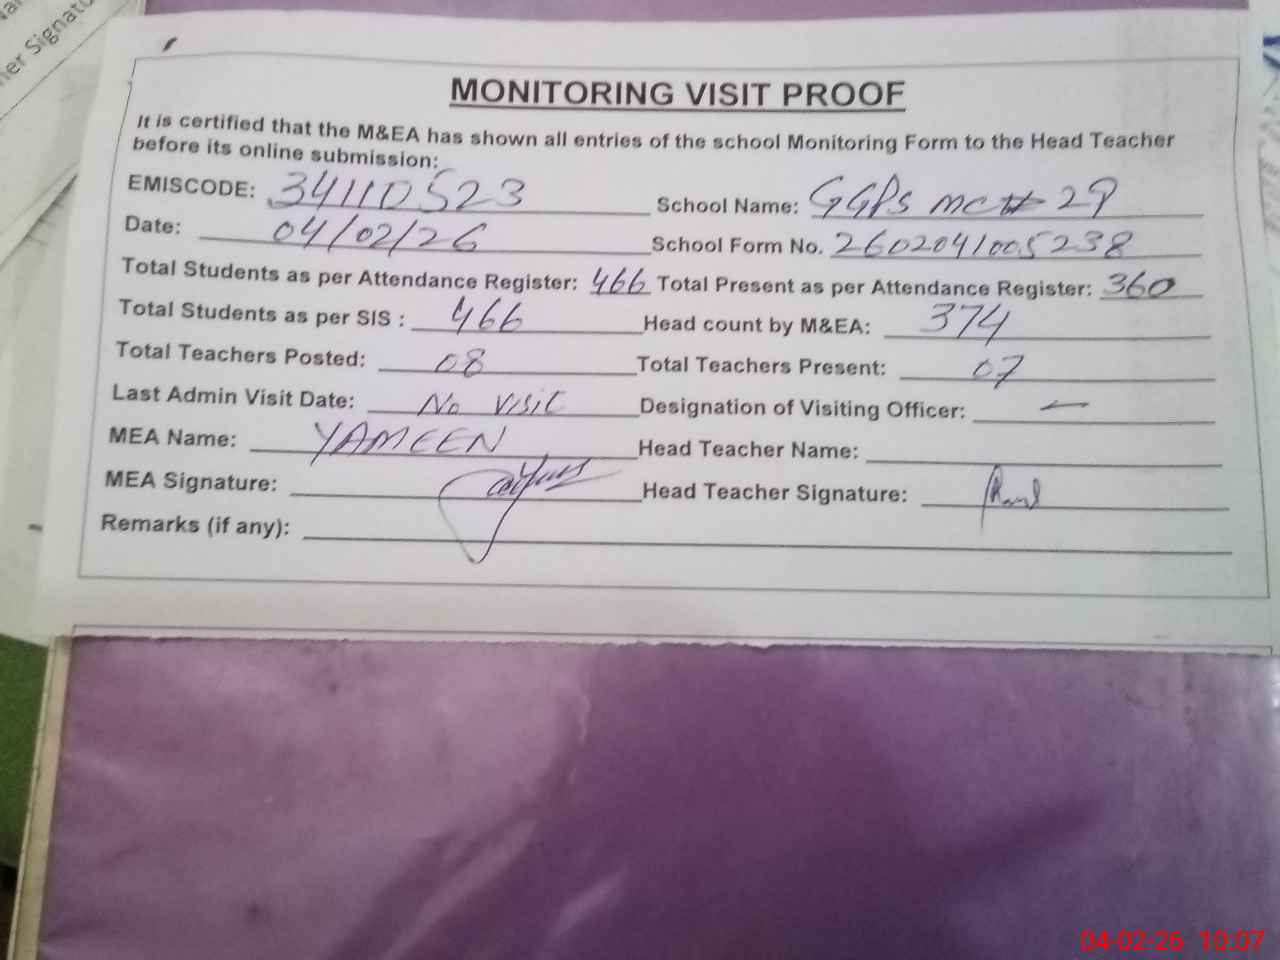 ner Signatu
MONITORING VISIT PROOF
It is certified that the M&EA has shown all entries of the school Monitoring Form to the Head Teacher
before its online submission:
EMISCODE: 34110523 School Name: GGPS MC# 29
Date: 04/02/26 School Form No. 2602041005238
Total Students as per Attendance Register: 466 Total Present as per Attendance Register: 360
Total Students as per SIS : 466 Head count by M&EA: 374
Total Teachers Posted: 08 Total Teachers Present: 07
Last Admin Visit Date: No visit Designation of Visiting Officer: —
MEA Name: YAMEEN Head Teacher Name:
MEA Signature: Head Teacher Signature:
Remarks (if any):
04-02-26 10:07